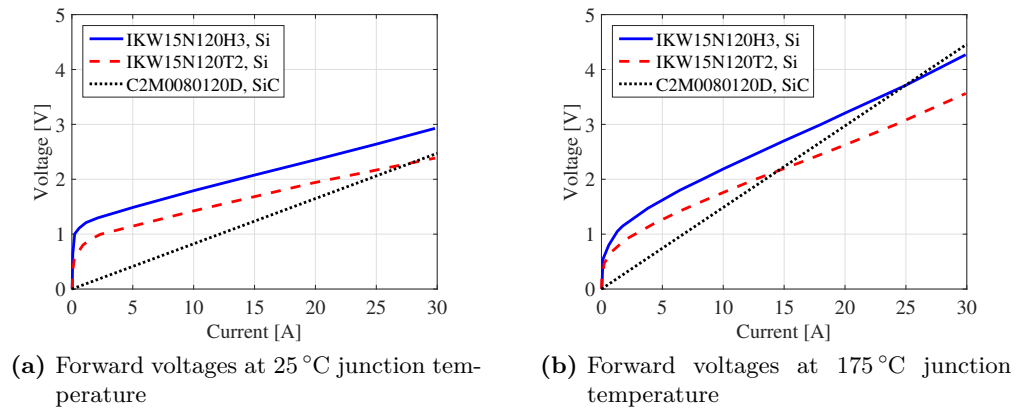 5
4
3
2
1
0
0 5 10 15 20 25 30
Voltage [V]
Current [A]
IKW15N120H3, Si
IKW15N120T2, Si
C2M0080120D, SiC
(a) Forward voltages at 25 °C junction tem-
perature
5
4
3
2
1
0
0 5 10 15 20 25 30
Voltage [V]
Current [A]
IKW15N120H3, Si
IKW15N120T2, Si
C2M0080120D, SiC
(b) Forward voltages at 175 °C junction
temperature